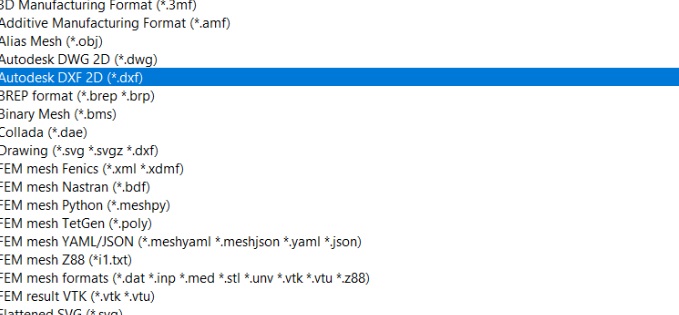 3D Manufacturing Format (*.3mf)
Additive Manufacturing Format (*.amf)
Alias Mesh (*.obj)
Autodesk DWG 2D (*.dwg)
Autodesk DXF 2D (*.dxf)
BREP format (*.brep *.brp)
Binary Mesh (*.bms)
Collada (*.dae)
Drawing (*.svg *.svgz *.dxf)
FEM mesh Fenics (*.xml *.xdmf)
FEM mesh Nastran (*.bdf)
FEM mesh Python (*.meshpy)
FEM mesh TetGen (*.poly)
FEM mesh YAML/JSON (*.meshyaml *.meshjson *.yaml *.json)
FEM mesh Z88 (*i1.txt)
FEM mesh formats (*.dat *.inp *.med *.stl *.unv *.vtk *.vtu *.z88)
FEM result VTK (*.vtk *.vtu)
Flattened SVG (*.svg)